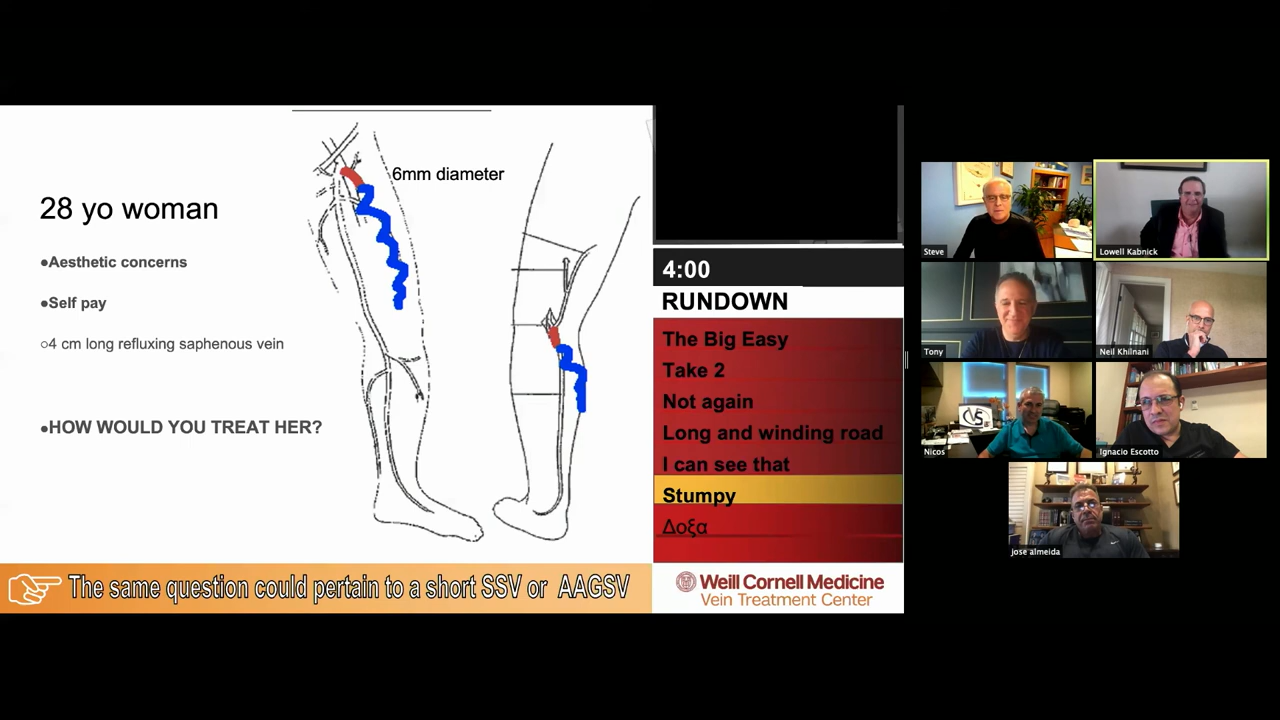 28 yo woman
●Aesthetic concerns
●Self pay
○4 cm long refluxing saphenous vein
●HOW WOULD YOU TREAT HER?
6mm diameter
The same question could pertain to a short SSV or AAGSV
4:00
RUNDOWN
The Big Easy
Take 2
Not again
Long and winding road
I can see that
Stumpy
Δοξα
Weill Cornell Medicine
Vein Treatment Center
Steve
Lowell Kabnick
Tony
Neil Khilnani
Nicos
Ignacio Escotto
jose almeida